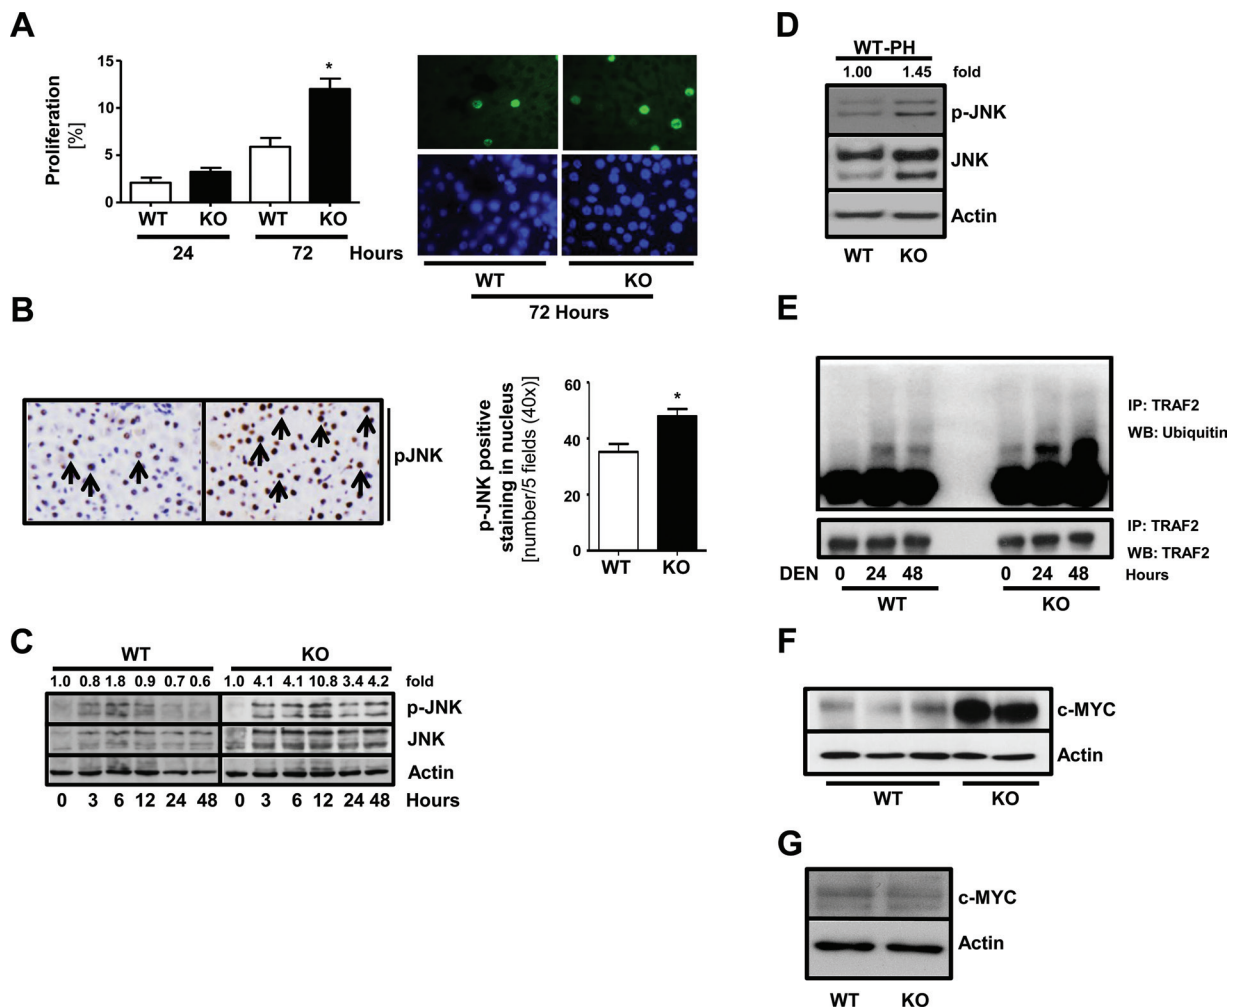 A
Proliferation
[%]
15
10
5
0
*
WT KO WT KO
24 72 Hours
WT KO
72 Hours
B
pJNK
p-JNK positive
staining in nucleus
[number/5 fields (40x)]
60
40
20
0
*
WT KO
C
WT KO
1.0 0.8 1.8 0.9 0.7 0.6 1.0 4.1 4.1 10.8 3.4 4.2 fold
p-JNK
JNK
Actin
0 3 6 12 24 48 0 3 6 12 24 48 Hours
D
WT-PH
1.00 1.45 fold
p-JNK
JNK
Actin
WT KO
E
IP: TRAF2
WB: Ubiquitin
IP: TRAF2
WB: TRAF2
DEN 0 24 48 0 24 48 Hours
WT KO
F
c-MYC
Actin
WT KO
G
c-MYC
Actin
WT KO